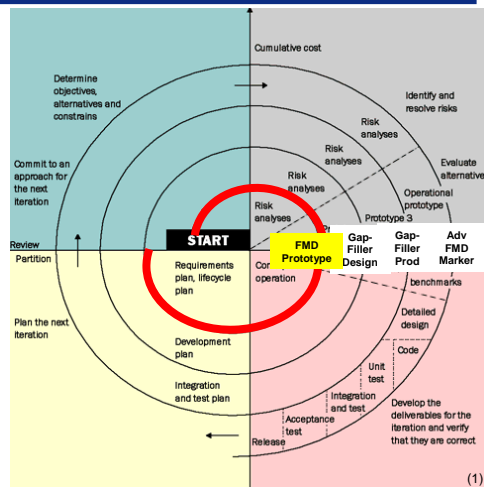 Cumulative cost
Determine
objectives,
alternatives and
constrains
Identify and
resolve risks
Risk
analyses
Risk
analyses
Risk
analyses
Risk
analyses
Commit to an
approach for
the next
iteration
Evaluate
alternative
Operational
prototype
Prototype 3
START
FMD
Prototype
Gap-
Filler
Design
Gap-
Filler
Prod
Adv
FMD
Marker
Review
Partition
Requirements
plan, lifecycle
plan
operation
benchmarks
Plan the next
iteration
Development
plan
Detailed
design
Code
Unit
test
Integration
and test plan
Integration
and test
Acceptance
test
Release
Develop the
deliverables for the
iteration and verify
that they are correct
(1)